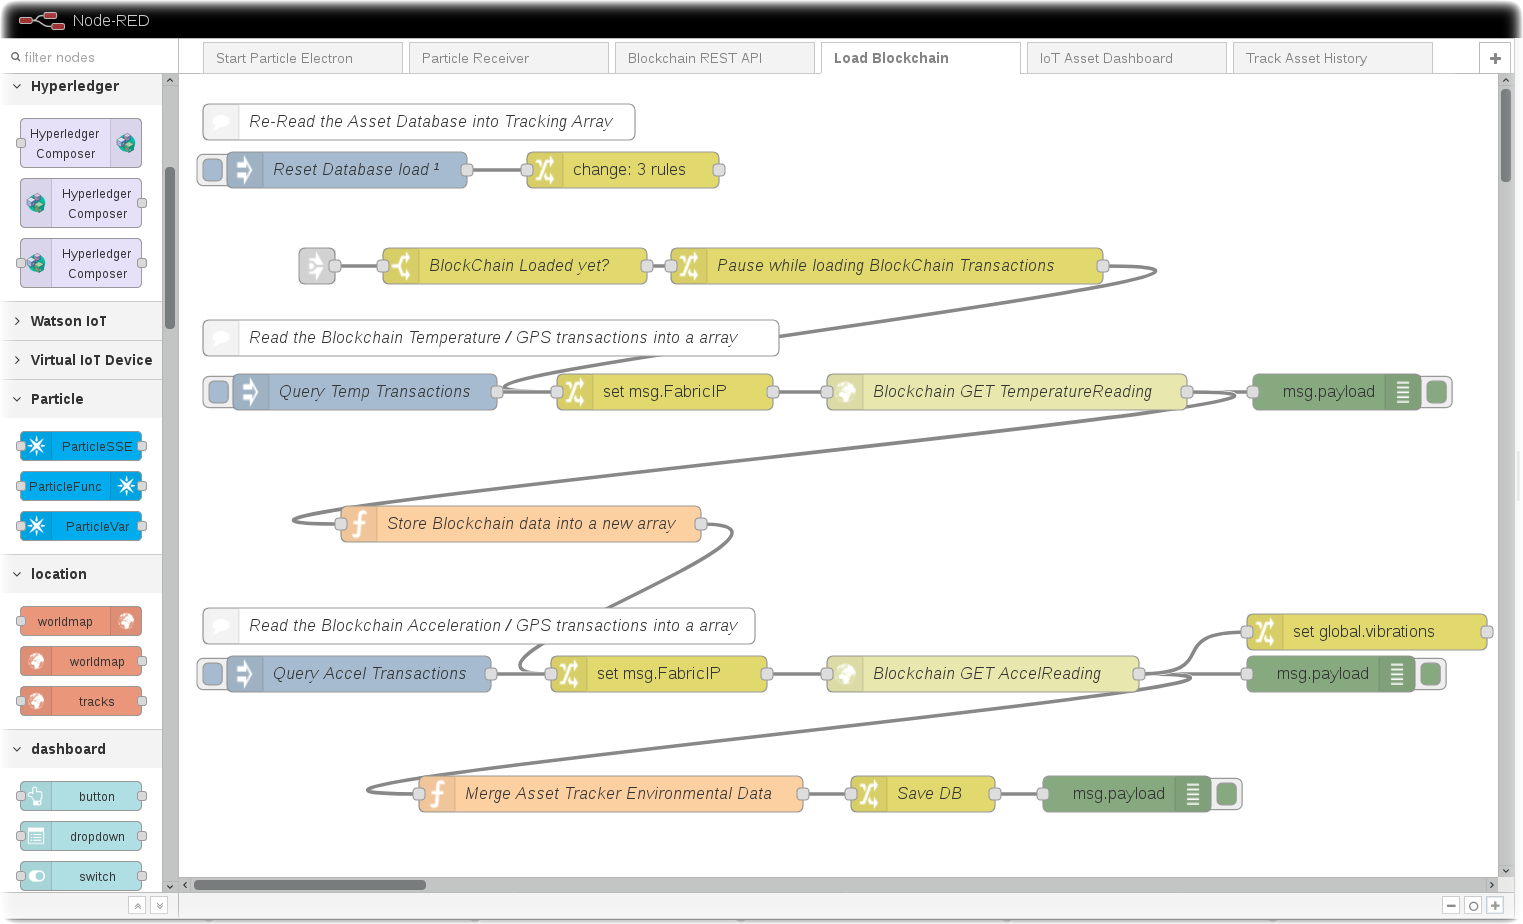 Node-RED
filter nodes
Start Particle Electron
Particle Receiver
Blockchain REST API
Load Blockchain
IoT Asset Dashboard
Track Asset History
Hyperledger
Hyperledger
Composer
Hyperledger
Composer
Hyperledger
Composer
Watson IoT
Virtual IoT Device
Particle
ParticleSSE
ParticleFunc
ParticleVar
location
worldmap
worldmap
tracks
dashboard
button
dropdown
switch
Re-Read the Asset Database into Tracking Array
Reset Database load ¹
change: 3 rules
BlockChain Loaded yet?
Pause while loading BlockChain Transactions
Read the Blockchain Temperature / GPS transactions into a array
Query Temp Transactions
set msg.FabricIP
Blockchain GET TemperatureReading
msg.payload
Store Blockchain data into a new array
Read the Blockchain Acceleration / GPS transactions into a array
set global.vibrations
Query Accel Transactions
set msg.FabricIP
Blockchain GET AccelReading
msg.payload
Merge Asset Tracker Environmental Data
Save DB
msg.payload